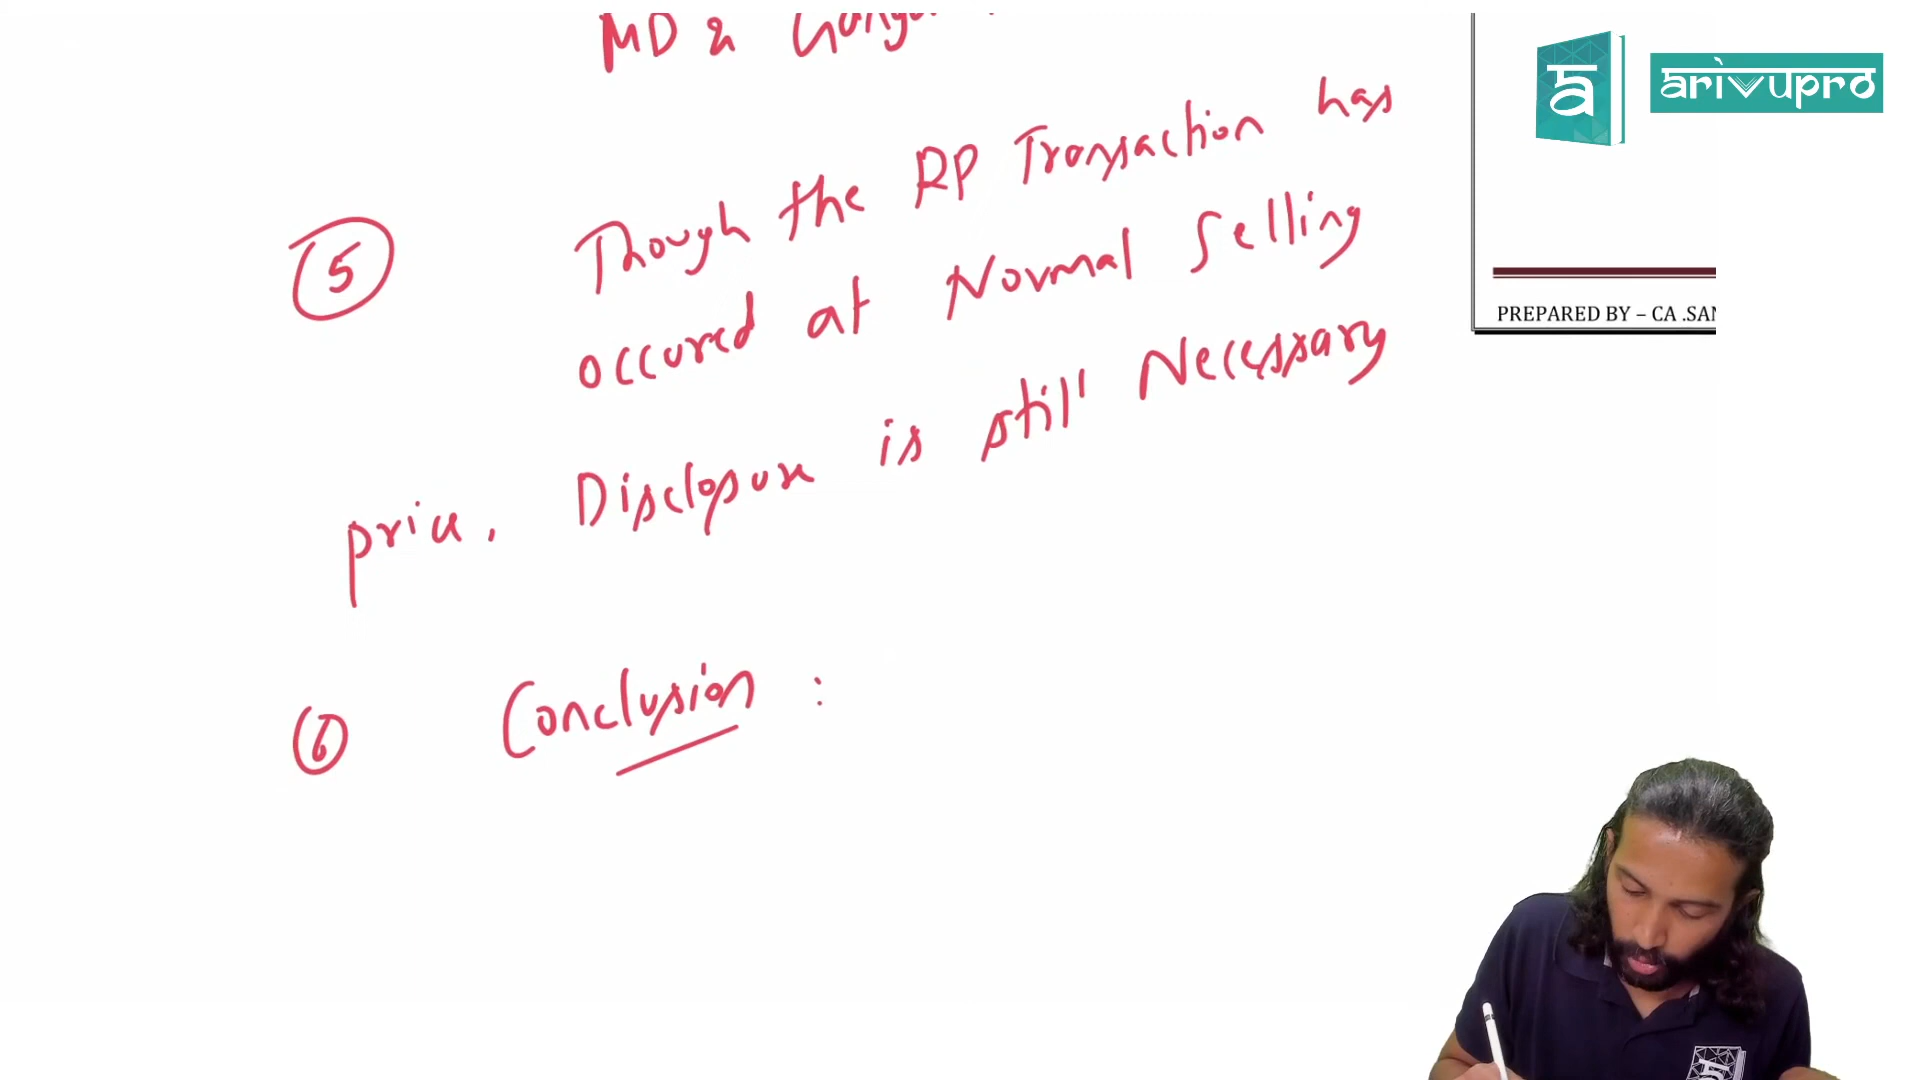 MD &
arivupro
⑤ Though the RP Transaction has
occured at Normal Selling
price. Disclosure is still Necessary
PREPARED BY – CA .SAN
⑥ Conclusion :